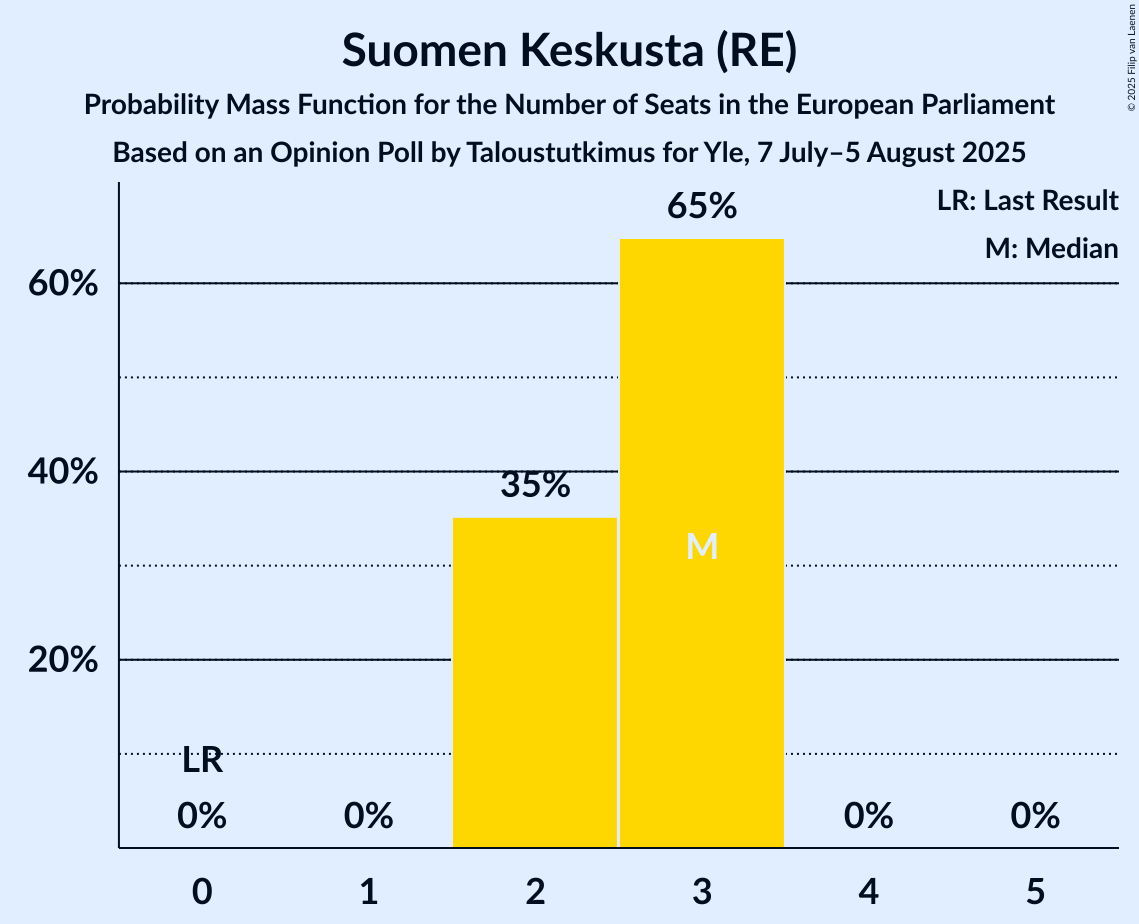 Suomen Keskusta (RE)
Probability Mass Function for the Number of Seats in the European Parliament
Based on an Opinion Poll by Taloustutkimus for Yle, 7 July–5 August 2025
© 2025 Filip van Laenen
LR: Last Result
M: Median
60%
40%
20%
65%
35%
M
LR
0%
0%
0%
0%
0
1
2
3
4
5